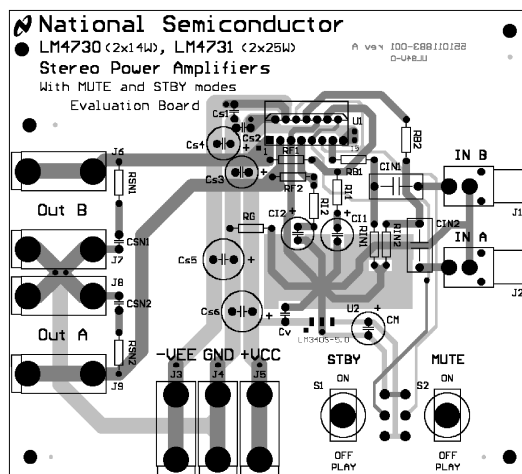 National Semiconductor
LM4730 (2x14W), LM4731 (2x25W)
Stereo Power Amplifiers
With MUTE and STBY modes
Evaluation Board
Cs1
Cs2
U1
Cs4
Cs3
1
RF1
RF2
RB1
RB2
CIN1
IN B
J1
J6
RSN1
Out B
CSN1
J7
J8
CSN2
Out A
RSN2
J9
RI2
RI1
CI2
CI1
RG
RIN1
RIN2
CIN2
IN A
J2
Cs5
Cs6
Cv
U2
CM
LM340S-5.0
-VEE GND +VCC
J3
J4
J5
STBY
MUTE
S1
ON
S2
ON
OFF
PLAY
OFF
PLAY